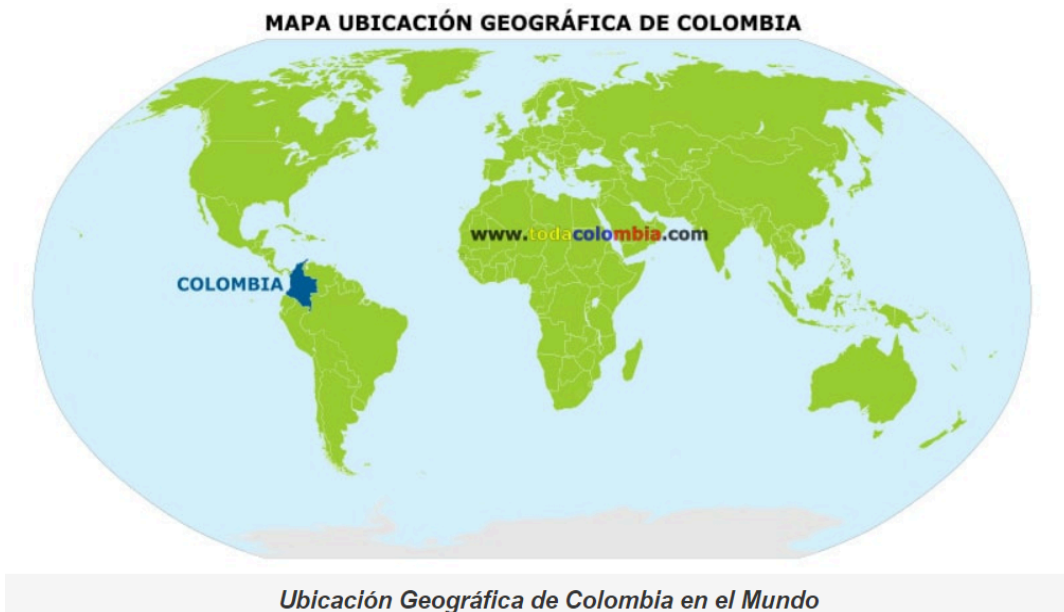 MAPA UBICACIÓN GEOGRÁFICA DE COLOMBIA
www.todacolombia.com
COLOMBIA
Ubicación Geográfica de Colombia en el Mundo